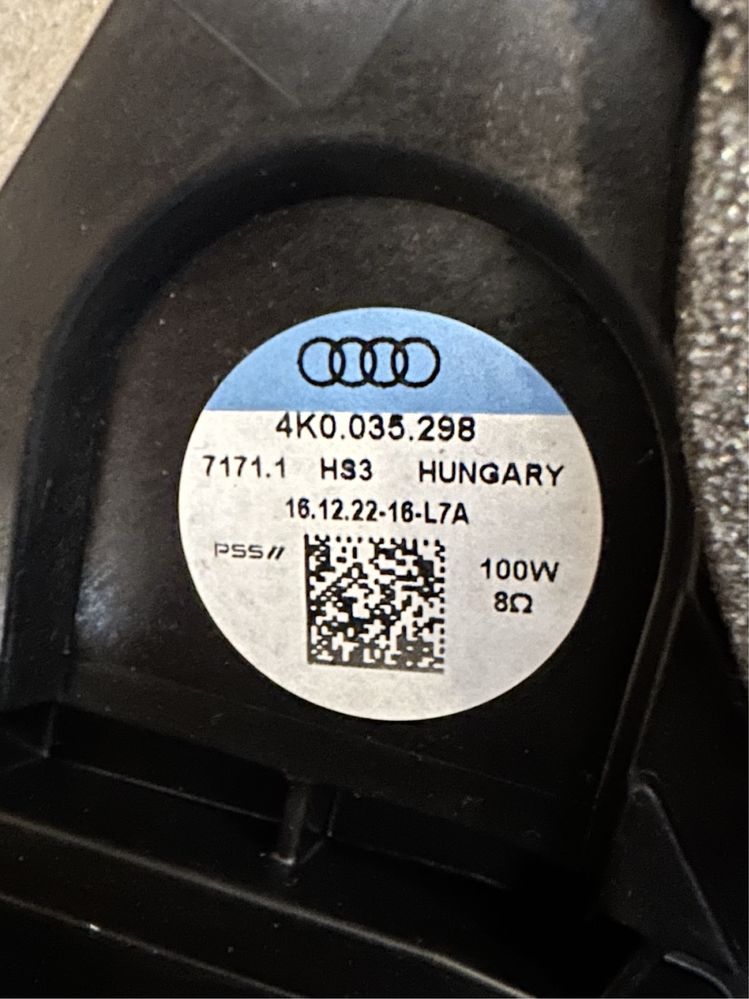 4K0.035.298
7171.1 HS3 HUNGARY
16.12.22-16-L7A
PSS//
100W
8Ω